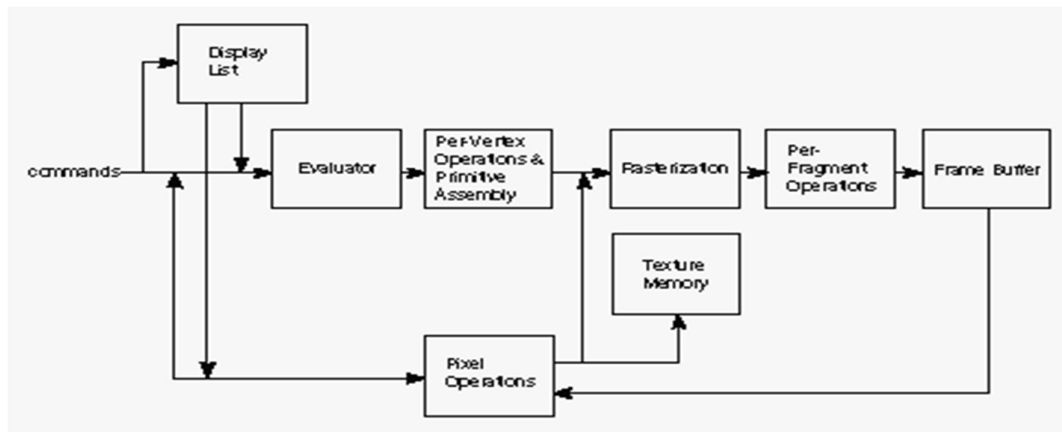 Display
List
commands
Evaluator
Per-Vertex
Operations &
Primitive
Assembly
Rasterization
Per-
Fragment
Operations
Frame Buffer
Texture
Memory
Pixel
Operations